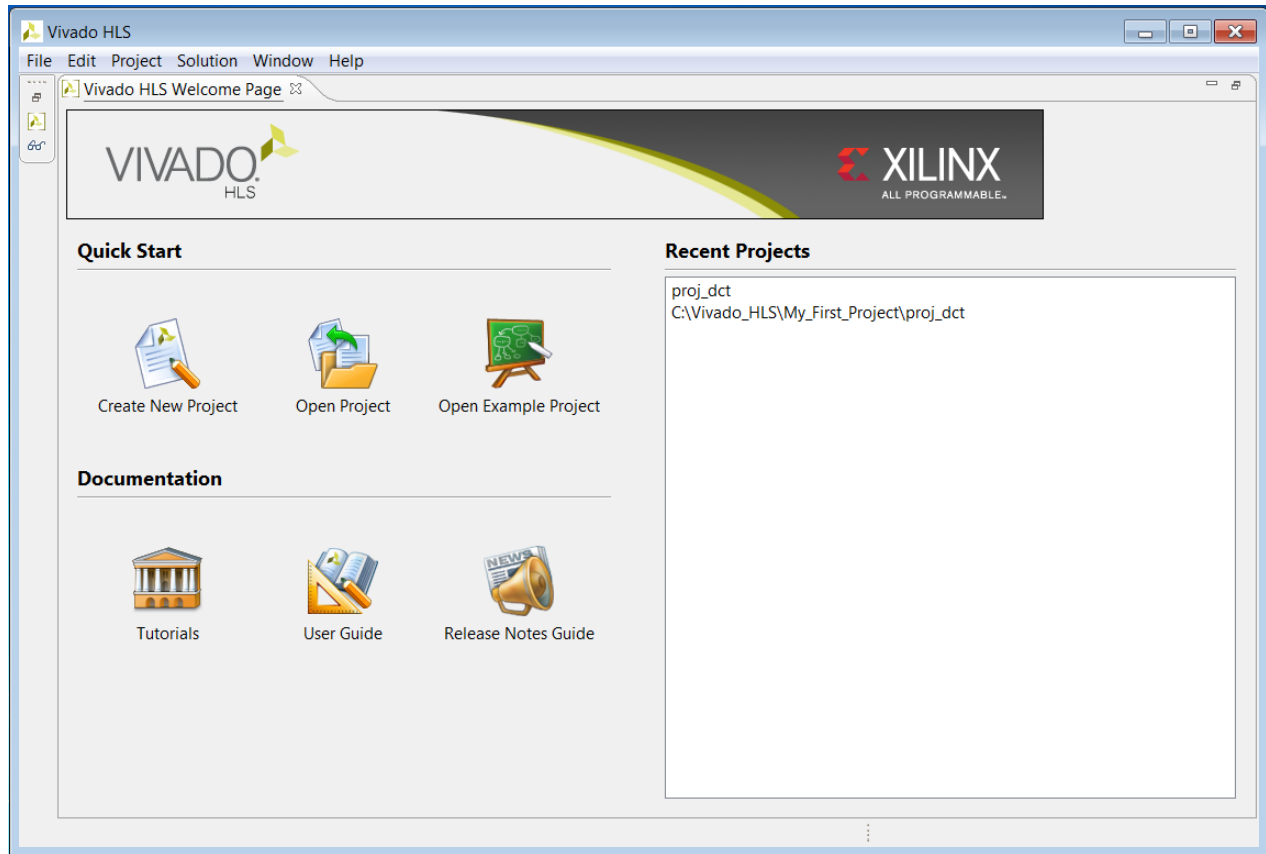 Vivado HLS
File Edit Project Solution Window Help
Vivado HLS Welcome Page
VIVADO.
HLS
XILINX
ALL PROGRAMMABLE™
Quick Start
Create New Project
Open Project
Open Example Project
Documentation
NEWS
Tutorials
User Guide
Release Notes Guide
Recent Projects
proj_dct
C:\Vivado_HLS\My_First_Project\proj_dct